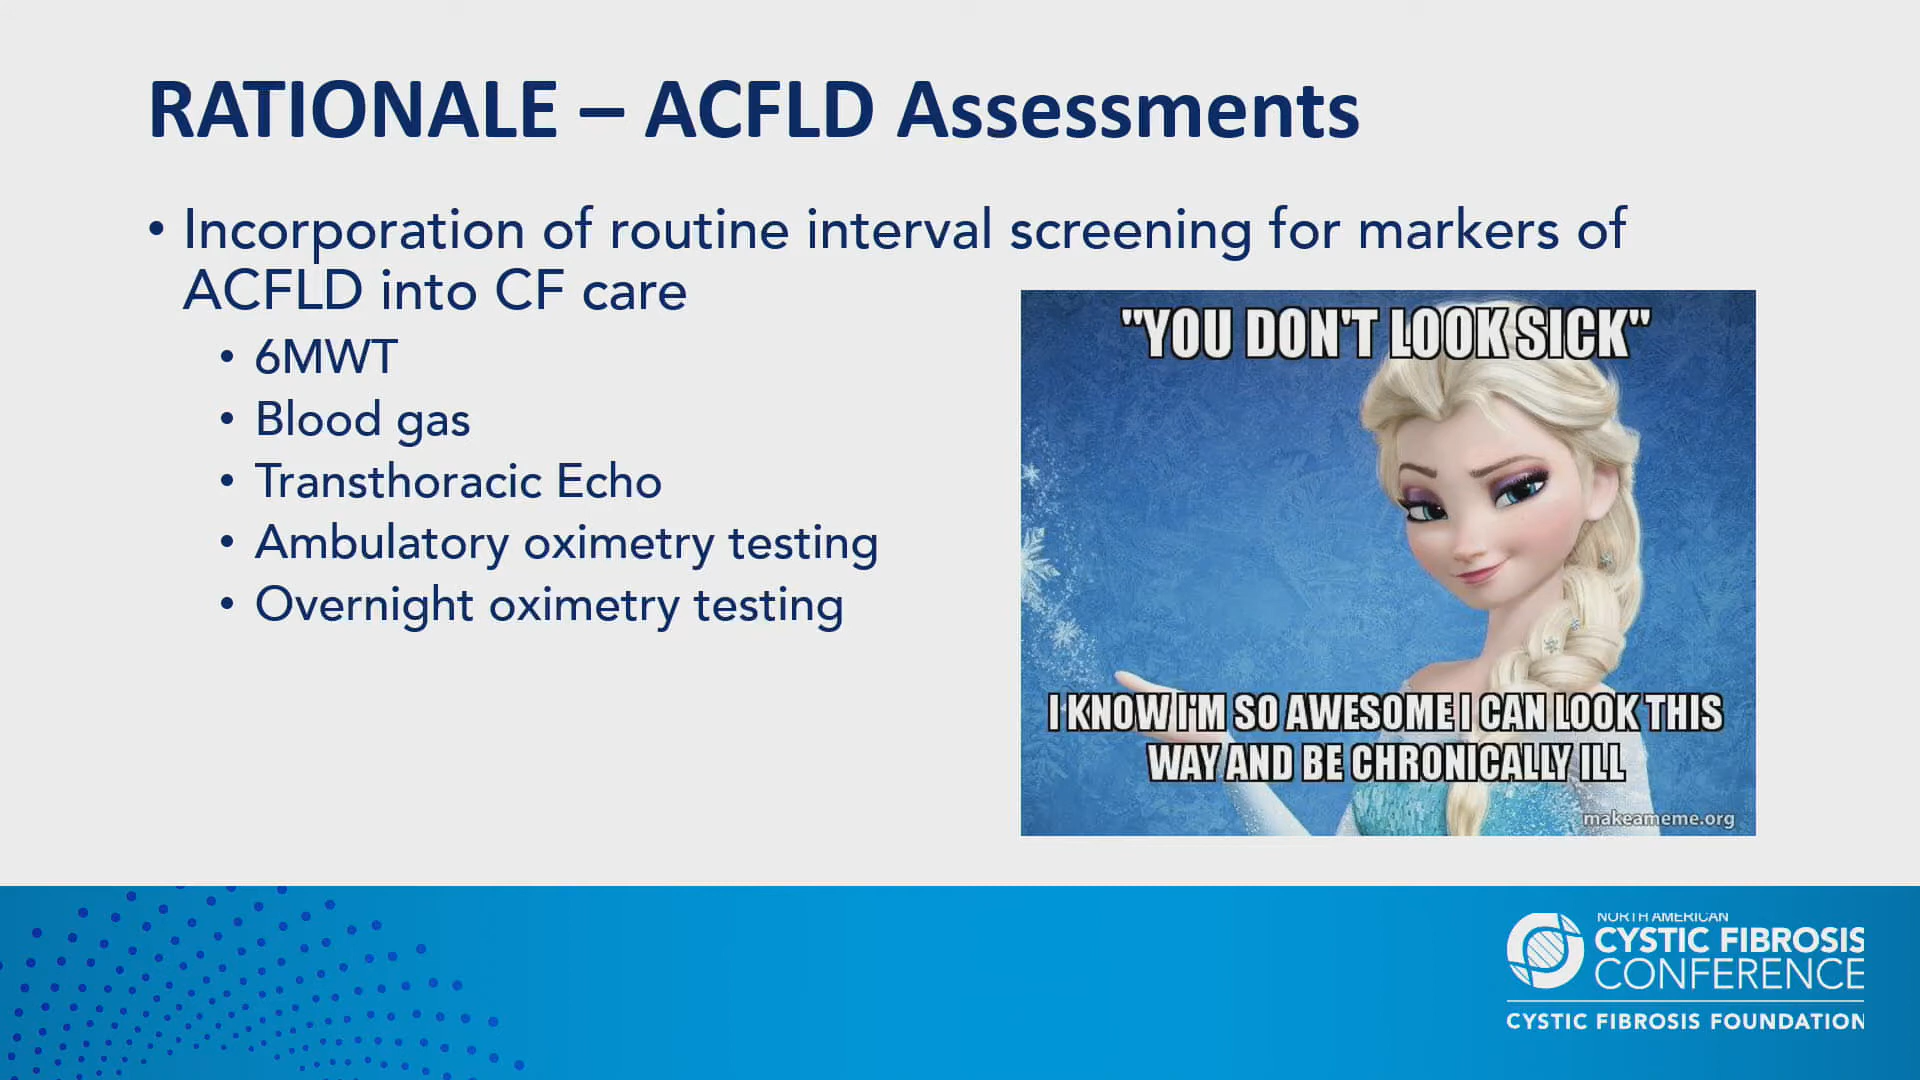 RATIONALE – ACFLD Assessments
• Incorporation of routine interval screening for markers of
ACFLD into CF care
• 6MWT
• Blood gas
• Transthoracic Echo
• Ambulatory oximetry testing
• Overnight oximetry testing
"YOU DON'T LOOK SICK"
I KNOW I'M SO AWESOME I CAN LOOK THIS
WAY AND BE CHRONICALLY ILL
makeameme.org
NORTH AMERICAN
CYSTIC FIBROSIS
CONFERENCE
CYSTIC FIBROSIS FOUNDATION